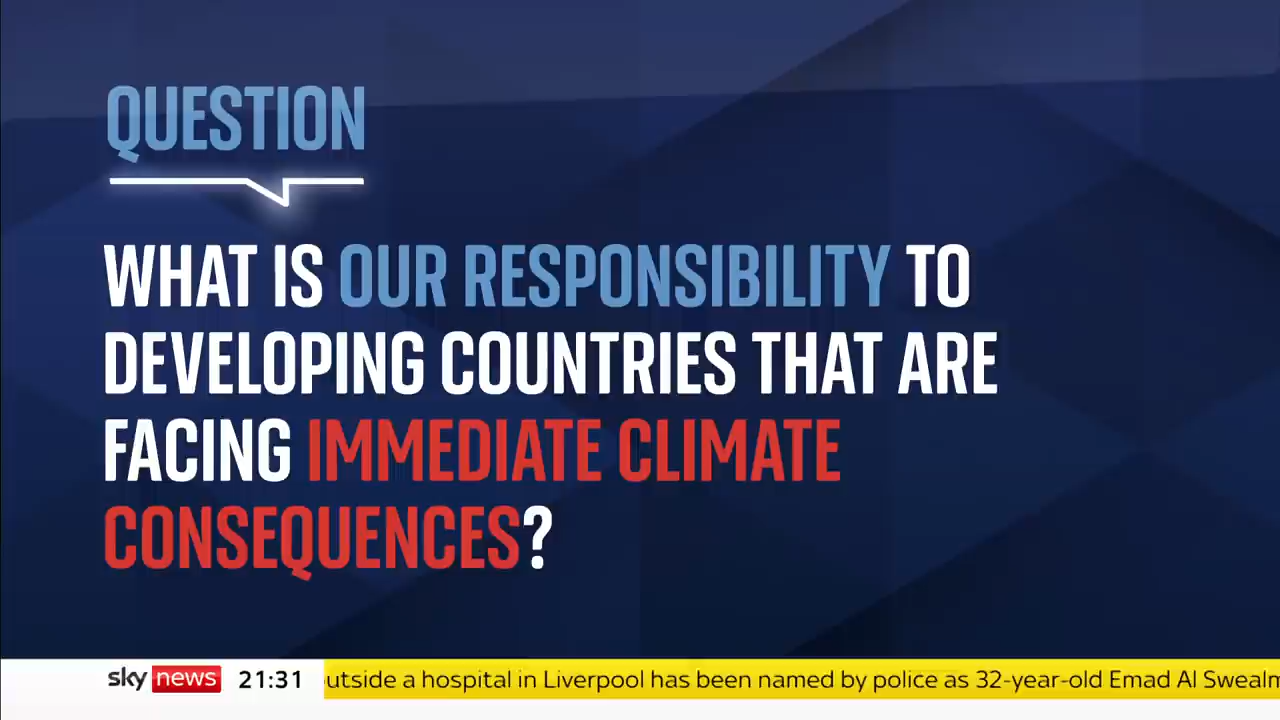 QUESTION
WHAT IS OUR RESPONSIBILITY TO
DEVELOPING COUNTRIES THAT ARE
FACING IMMEDIATE CLIMATE
CONSEQUENCES?
sky news 21:31 utside a hospital in Liverpool has been named by police as 32-year-old Emad Al Swealm